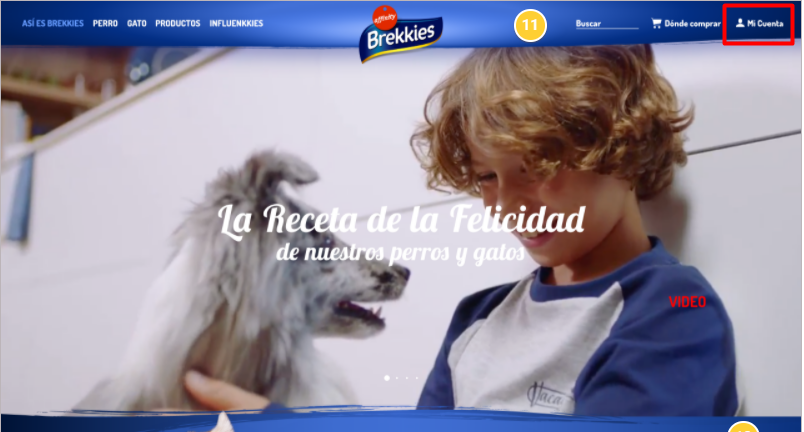 ASÍ ES BREKKIES PERRO GATO PRODUCTOS INFLUENKKIES
affinity
Brekkies
11
Buscar
Dónde comprar
Mi Cuenta
La Receta de la Felicidad
de nuestros perros y gatos
VIDEO
Vaca